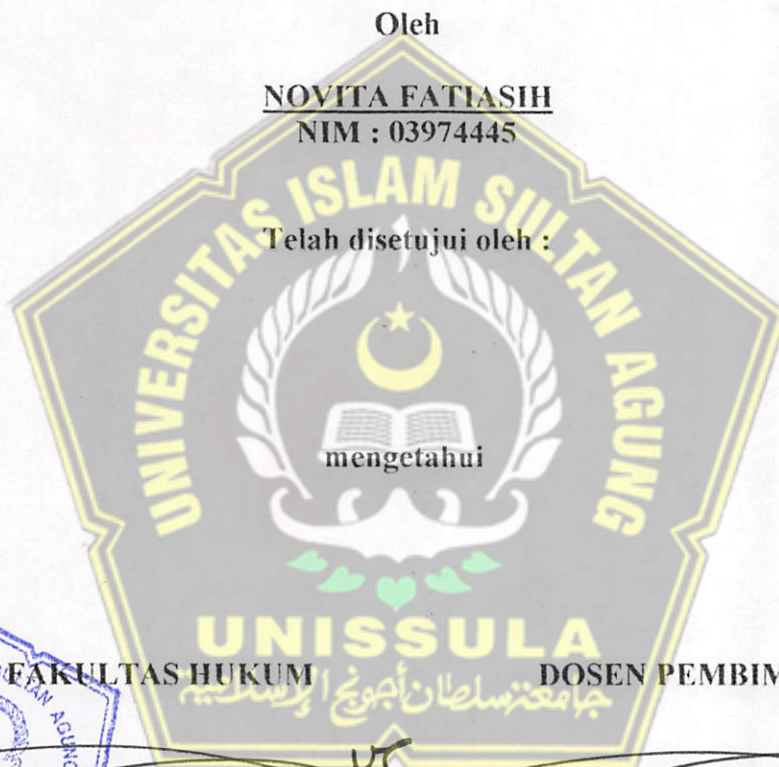 Oleh
NOVITA FATIASIH
NIM : 03974445
UNIVERSITAS ISLAM SULTAN AGUNG
Telah disetujui oleh :
mengetahui
UNISSULA
جامعة سلطان أجونج الإسلامية
FAKULTAS HUKUM DOSEN PEMBIM
AGUNG